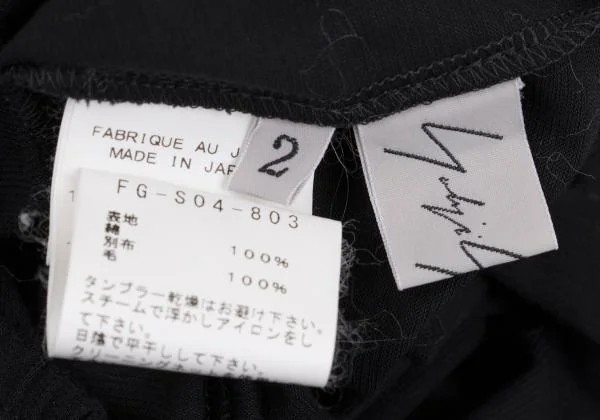 FABRIQUE AU J
MADE IN JAP
2
FG-S04-803
表地
綿 100%
別布
毛 100%
タンブラー乾燥はお避け下さい。
スチームで浮かしアイロンをし
て下さい。
日陰で平干しして下さい。